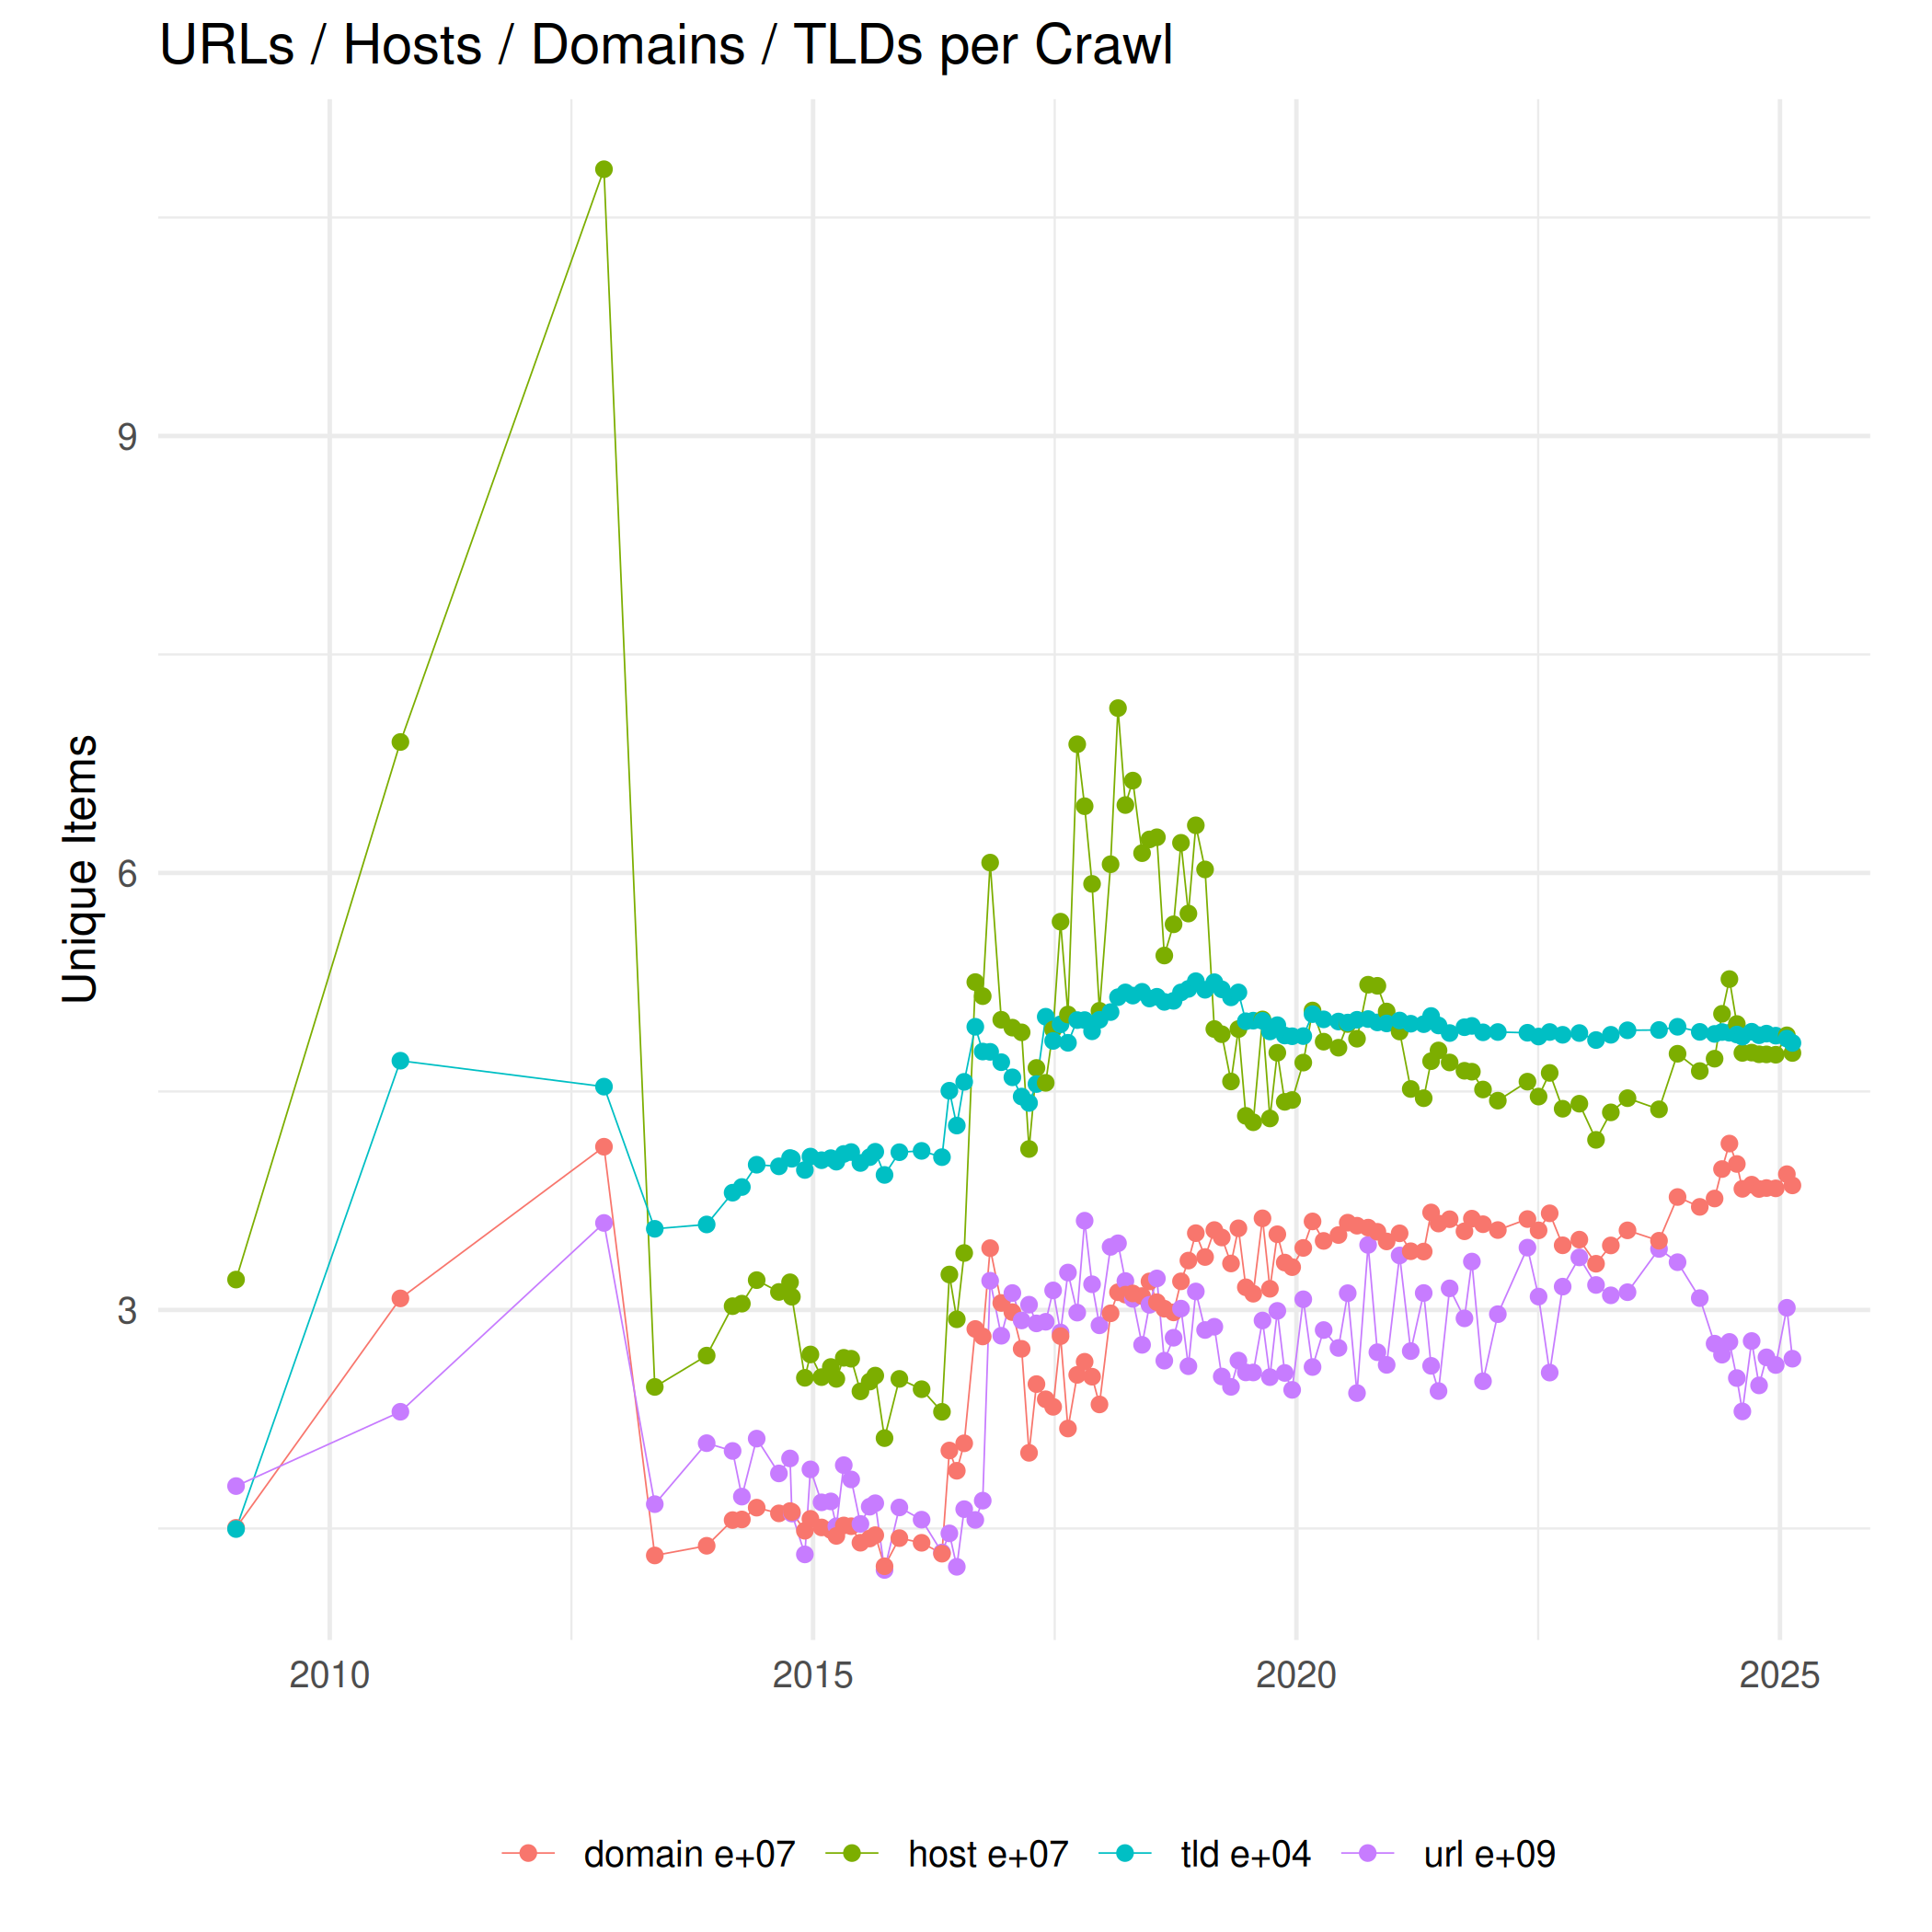 URLs / Hosts / Domains / TLDs per Crawl
Unique Items
9
6
3
2010 2015 2020 2025
domain e+07 host e+07 tld e+04 url e+09